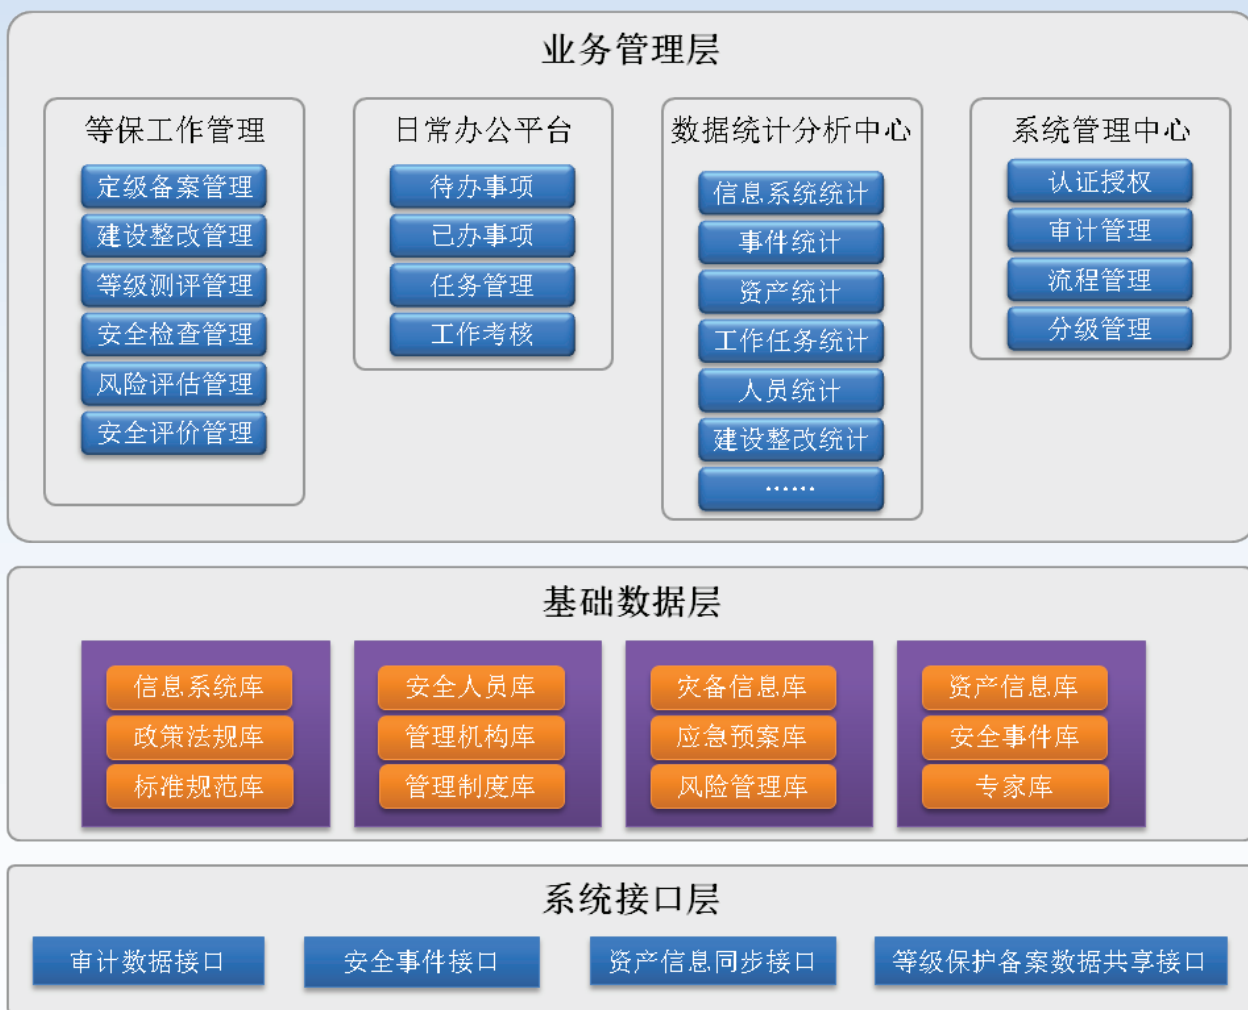 业务管理层
等保工作管理
定级备案管理
建设整改管理
等级测评管理
安全检查管理
风险评估管理
安全评价管理
日常办公平台
待办事项
已办事项
任务管理
工作考核
数据统计分析中心
信息系统统计
事件统计
资产统计
工作任务统计
人员统计
建设整改统计
······
系统管理中心
认证授权
审计管理
流程管理
分级管理
基础数据层
信息系统库
政策法规库
标准规范库
安全人员库
管理机构库
管理制度库
灾备信息库
应急预案库
风险管理库
资产信息库
安全事件库
专家库
系统接口层
审计数据接口
安全事件接口
资产信息同步接口
等级保护备案数据共享接口